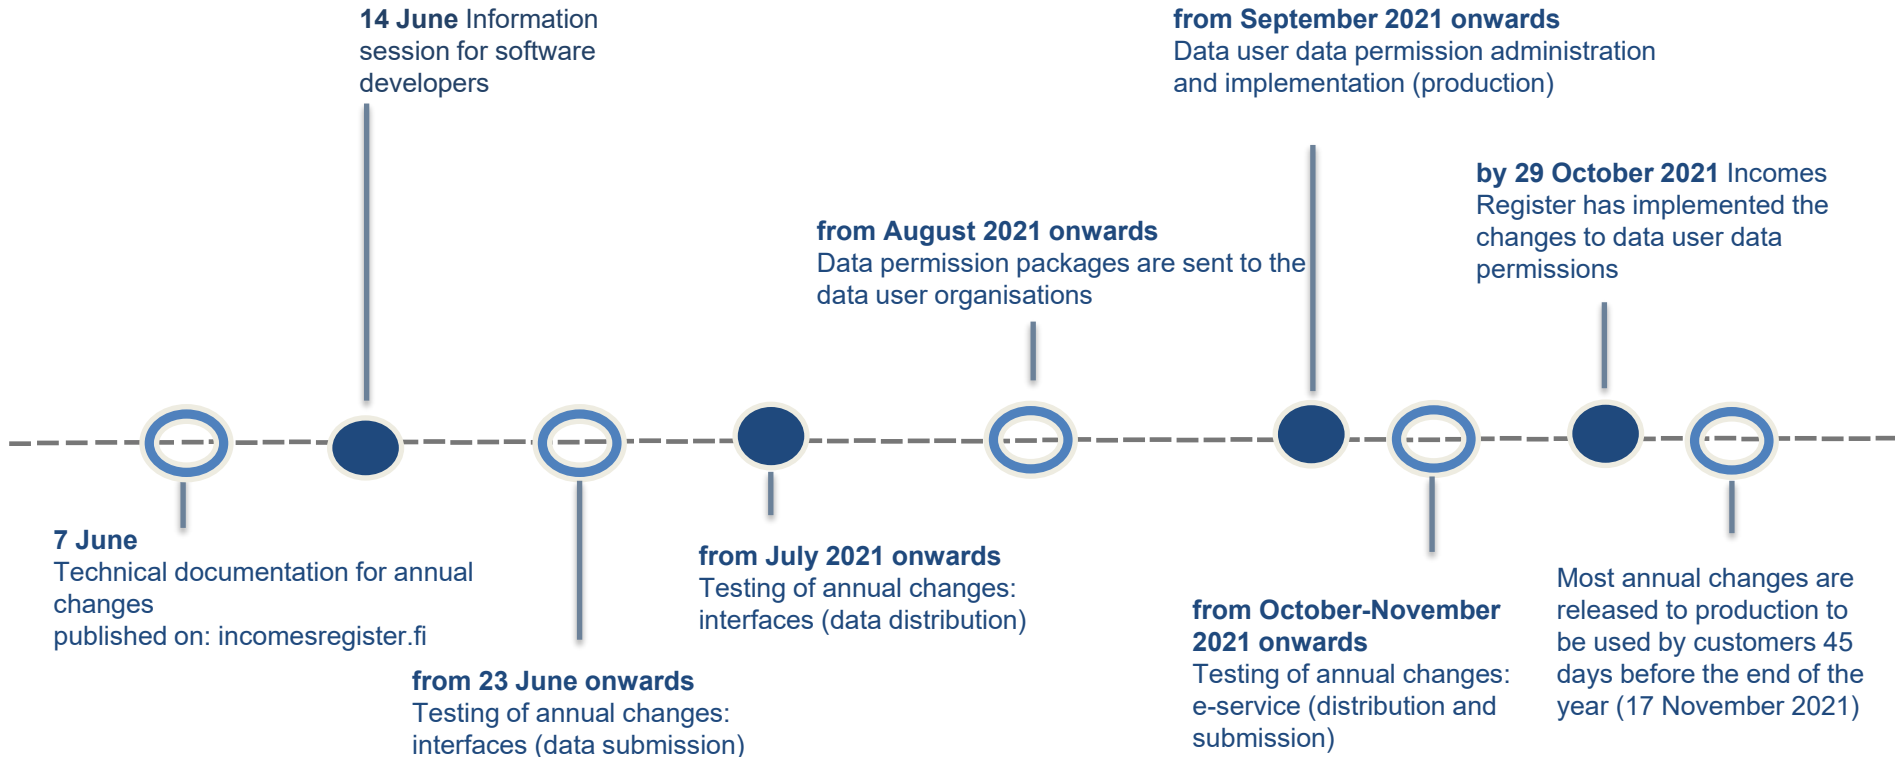 14 June Information
session for software
developers
from September 2021 onwards
Data user data permission administration
and implementation (production)
by 29 October 2021 Incomes
Register has implemented the
changes to data user data
permissions
from August 2021 onwards
Data permission packages are sent to the
data user organisations
7 June
Technical documentation for annual
changes
published on: incomesregister.fi
from 23 June onwards
Testing of annual changes:
interfaces (data submission)
from July 2021 onwards
Testing of annual changes:
interfaces (data distribution)
from October-November
2021 onwards
Testing of annual changes:
e-service (distribution and
submission)
Most annual changes are
released to production to
be used by customers 45
days before the end of the
year (17 November 2021)